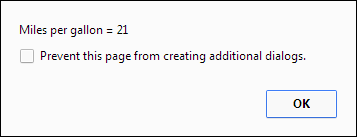 Miles per gallon = 21
Prevent this page from creating additional dialogs.
OK